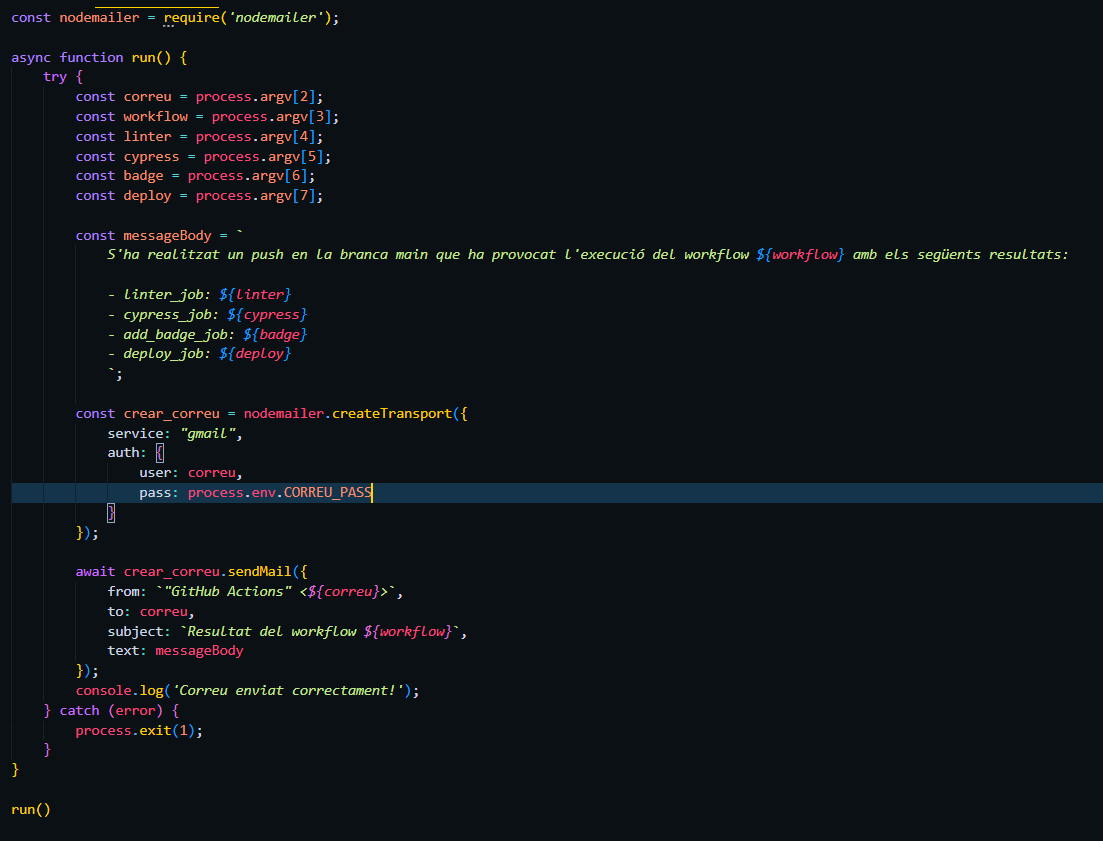 const nodemailer = require('nodemailer');
async function run() {
try {
const correu = process.argv[2];
const workflow = process.argv[3];
const linter = process.argv[4];
const cypress = process.argv[5];
const badge = process.argv[6];
const deploy = process.argv[7];
const messageBody = `
S'ha realitzat un push en la branca main que ha provocat l'execució del workflow ${workflow} amb els següents resultats:
- linter_job: ${linter}
- cypress_job: ${cypress}
- add_badge_job: ${badge}
- deploy_job: ${deploy}
`;
const crear_correu = nodemailer.createTransport({
service: "gmail",
auth: {
user: correu,
pass: process.env.CORREU_PASS
}
});
await crear_correu.sendMail({
from: `"GitHub Actions" <${correu}>`,
to: correu,
subject: `Resultat del workflow ${workflow}`,
text: messageBody
});
console.log('Correu enviat correctament!');
} catch (error) {
process.exit(1);
}
}
run()